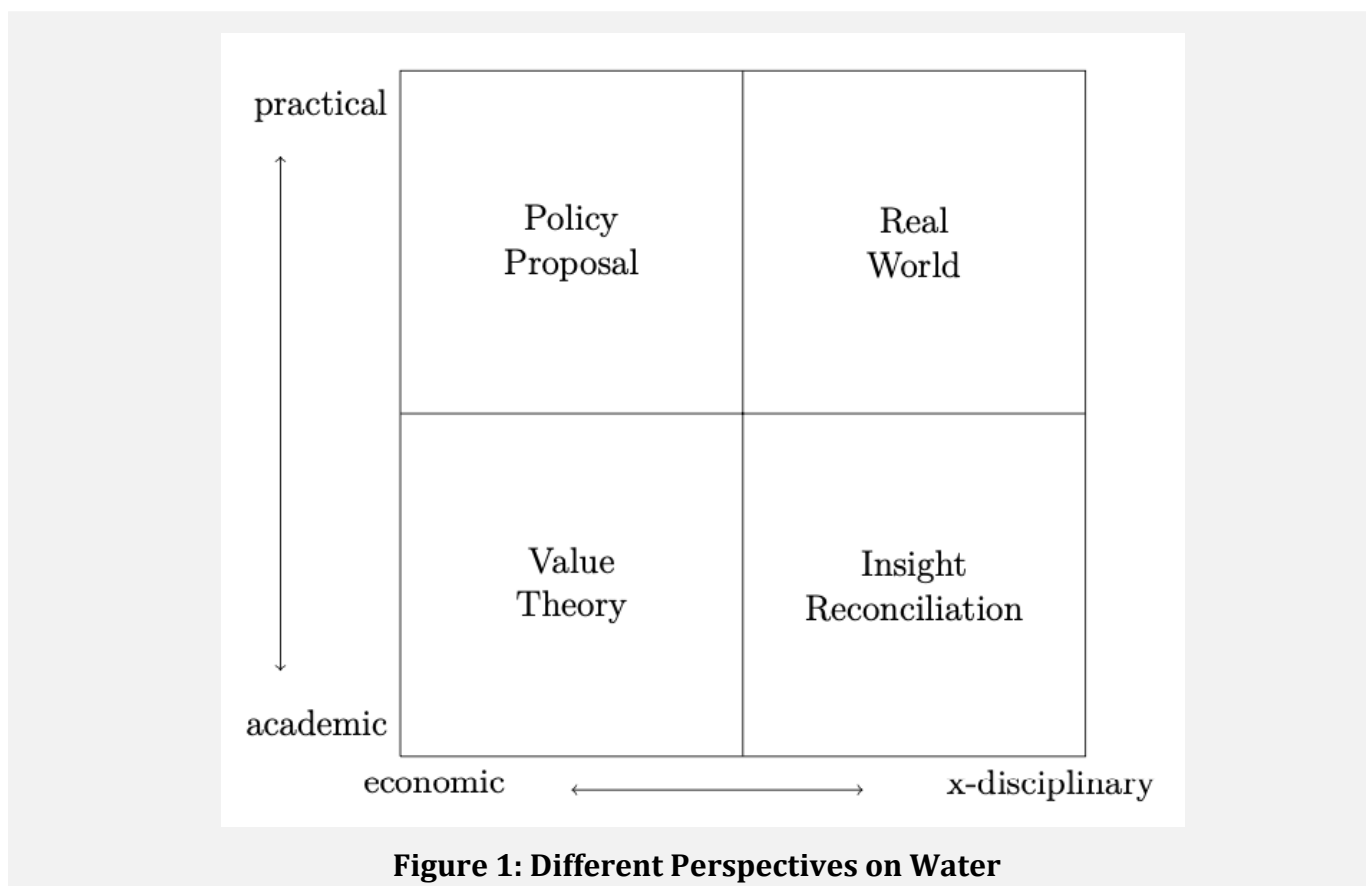 practical
Policy
Proposal
Real
World
Value
Theory
Insight
Reconciliation
academic
economic
x-disciplinary
Figure 1: Different Perspectives on Water